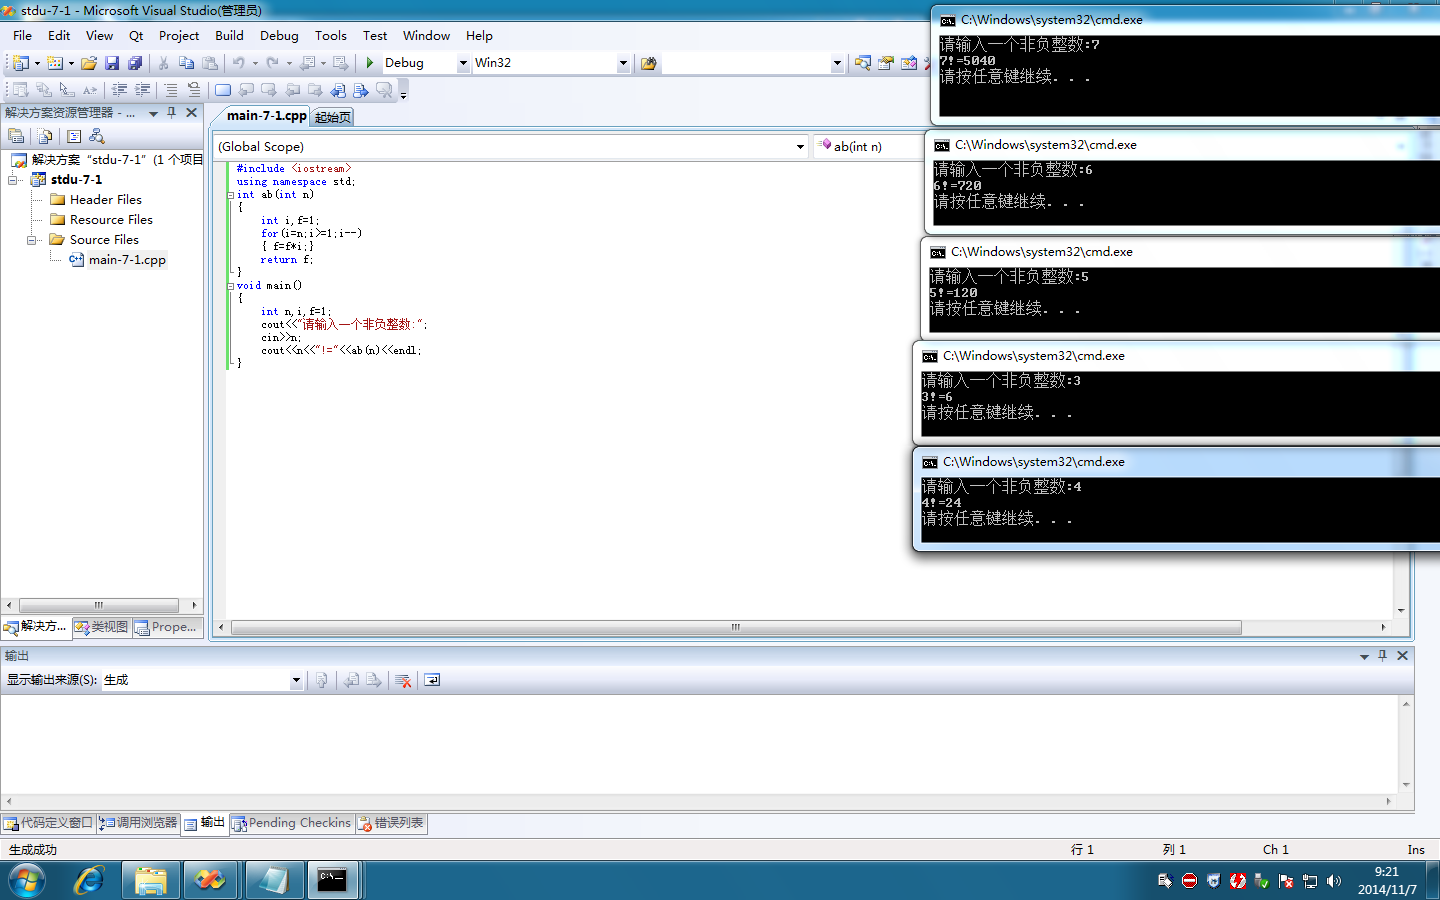 stdu-7-1 - Microsoft Visual Studio(管理员)
File Edit View Qt Project Build Debug Tools Test Window Help
Debug Win32
解决方案资源管理器 - ...
解决方案 “stdu-7-1” (1 个项目
stdu-7-1
Header Files
Resource Files
Source Files
main-7-1.cpp
解决方... 类视图 Prope...
main-7-1.cpp 起始页
(Global Scope) ab(int n)
#include <iostream>
using namespace std;
int ab(int n)
{
int i,f=1;
for(i=n;i>=1;i--)
{ f=f*i;}
return f;
}
void main()
{
int n,i,f=1;
cout<<"请输入一个非负整数:";
cin>>n;
cout<<n<<"!="<<ab(n)<<endl;
}
C:\Windows\system32\cmd.exe
请输入一个非负整数:7
7!=5040
请按任意键继续. . .
C:\Windows\system32\cmd.exe
请输入一个非负整数:6
6!=720
请按任意键继续. . .
C:\Windows\system32\cmd.exe
请输入一个非负整数:5
5!=120
请按任意键继续. . .
C:\Windows\system32\cmd.exe
请输入一个非负整数:3
3!=6
请按任意键继续. . .
C:\Windows\system32\cmd.exe
请输入一个非负整数:4
4!=24
请按任意键继续. . .
输出
显示输出来源(S): 生成
代码定义窗口 调用浏览器 输出 Pending Checkins 错误列表
生成成功 行 1 列 1 Ch 1 Ins
9:21
2014/11/7